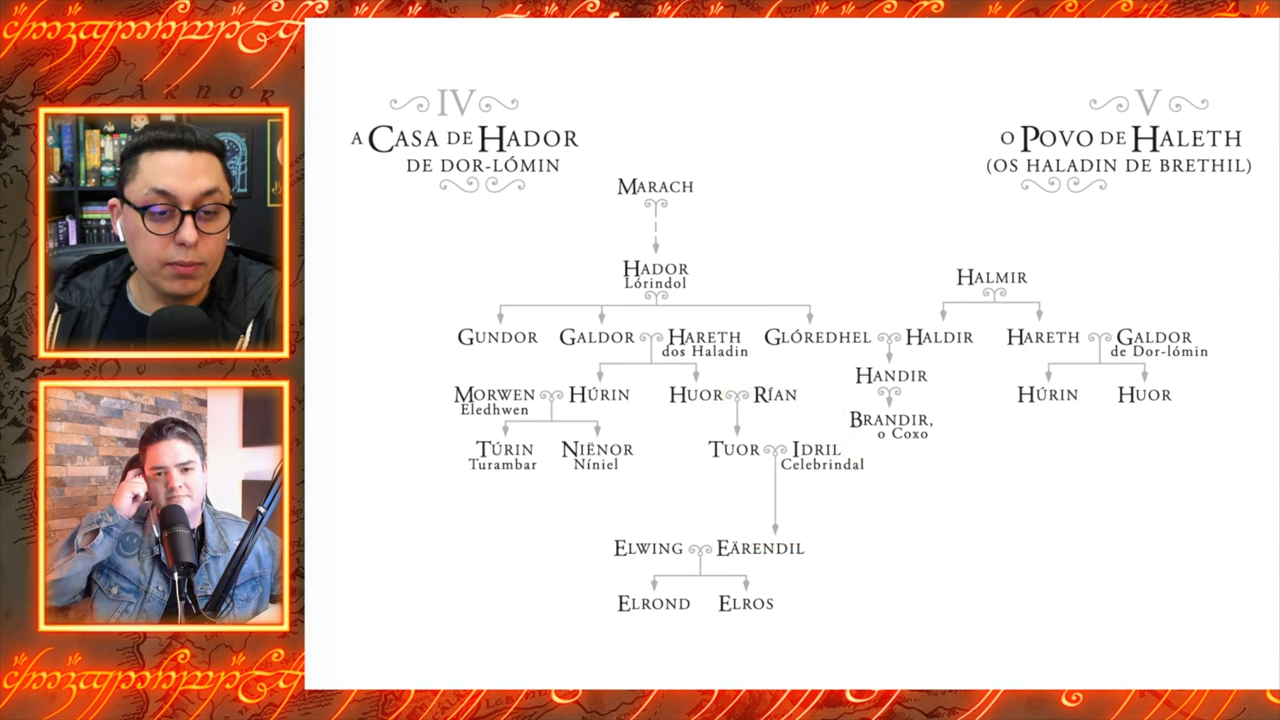 ARNOR
IV
A CASA DE HADOR
DE DOR-LÓMIN
V
O POVO DE HALETH
(OS HALADIN DE BRETHIL)
MARACH
HADOR
Lórindol
HALMIR
GUNDOR GALDOR HARETH GLÓREDHEL HALDIR HARETH GALDOR
dos Haladin de Dor-lómin
HANDIR
MORWEN HÚRIN HUOR RÍAN HÚRIN HUOR
Eledhwen
BRANDIR,
o Coxo
TÚRIN NIËNOR TUOR IDRIL
Turambar Níniel Celebrindal
ELWING EÄRENDIL
ELROND ELROS